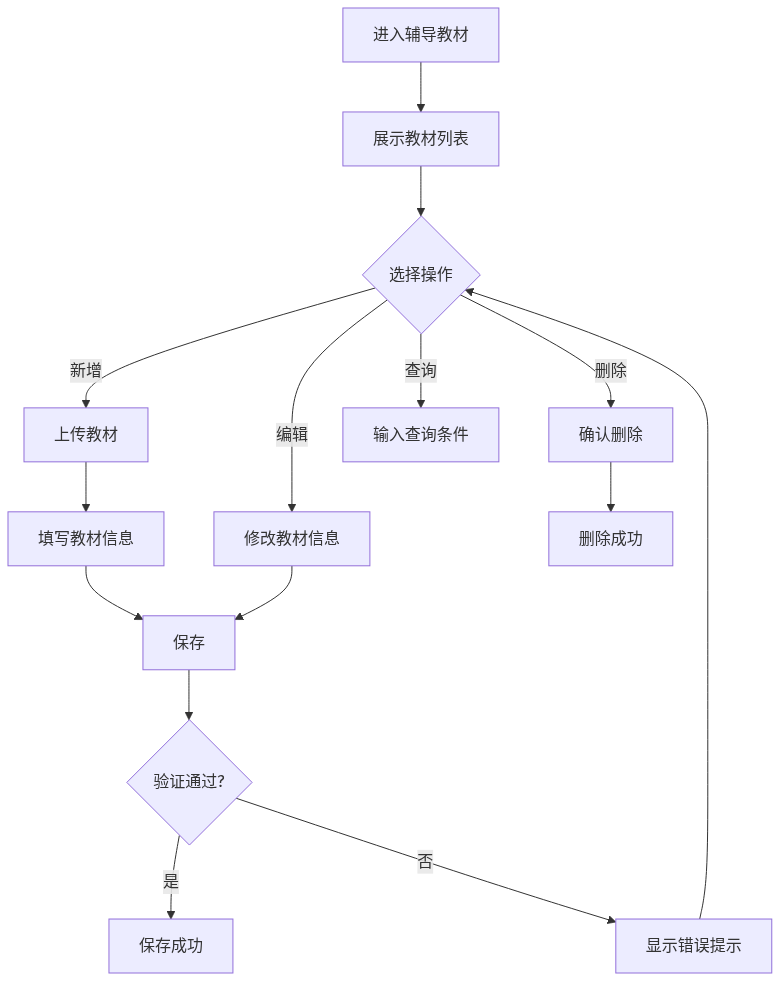 进入辅导教材
展示教材列表
选择操作
新增
编辑
查询
删除
上传教材
输入查询条件
确认删除
填写教材信息
修改教材信息
删除成功
保存
验证通过?
是
否
保存成功
显示错误提示